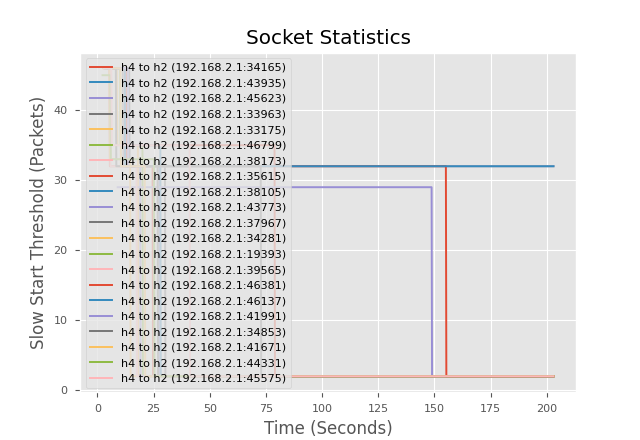 Socket Statistics
h4 to h2 (192.168.2.1:34165)
h4 to h2 (192.168.2.1:43935)
h4 to h2 (192.168.2.1:45623)
h4 to h2 (192.168.2.1:33963)
h4 to h2 (192.168.2.1:33175)
h4 to h2 (192.168.2.1:46799)
h4 to h2 (192.168.2.1:38173)
h4 to h2 (192.168.2.1:35615)
h4 to h2 (192.168.2.1:38105)
h4 to h2 (192.168.2.1:43773)
h4 to h2 (192.168.2.1:37967)
h4 to h2 (192.168.2.1:34281)
h4 to h2 (192.168.2.1:19393)
h4 to h2 (192.168.2.1:39565)
h4 to h2 (192.168.2.1:46381)
h4 to h2 (192.168.2.1:46137)
h4 to h2 (192.168.2.1:41991)
h4 to h2 (192.168.2.1:34853)
h4 to h2 (192.168.2.1:41671)
h4 to h2 (192.168.2.1:44331)
h4 to h2 (192.168.2.1:45575)
Slow Start Threshold (Packets)
40
30
20
10
0
0 25 50 75 100 125 150 175 200
Time (Seconds)